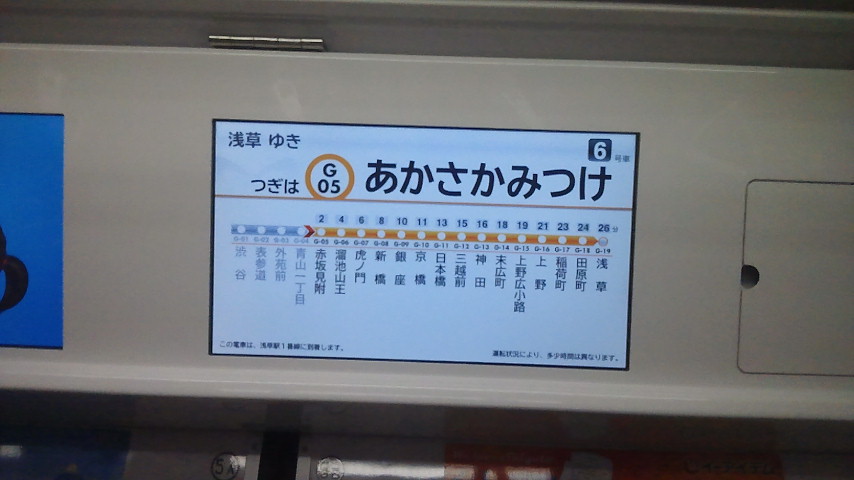 浅草 ゆき
6 号車
つぎは G 05 あかさかみつけ
2 4 6 8 10 11 13 15 16 18 19 21 23 24 26 分
G-01 G-02 G-03 G-04 G-05 G-06 G-07 G-08 G-09 G-10 G-11 G-12 G-13 G-14 G-15 G-16 G-17 G-18 G-19
渋谷 表参道 外苑前 青山一丁目 赤坂見附 溜池山王 虎ノ門 新橋 銀座 京橋 日本橋 三越前 神田 末広町 上野広小路 上野 稲荷町 田原町 浅草
この電車は、浅草駅1番線に到着します。
運転状況により、多少時間は異なります。